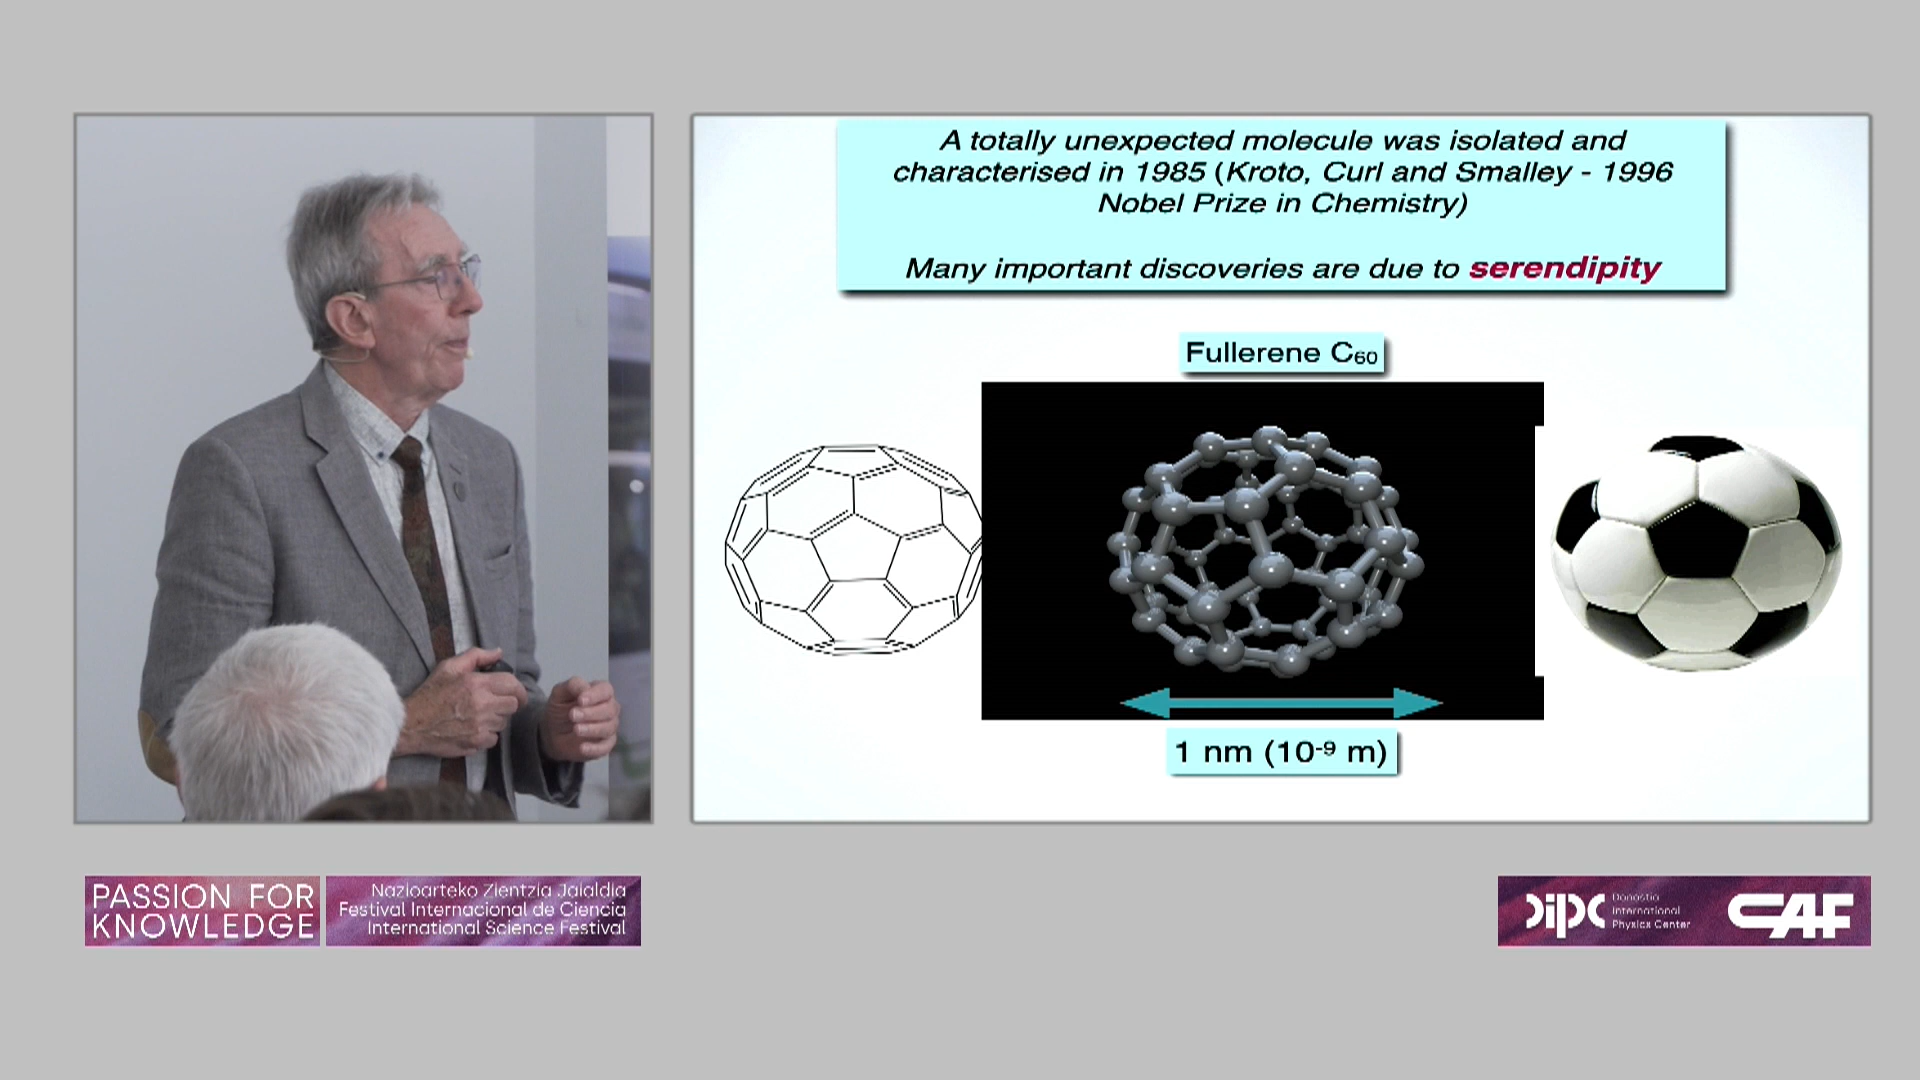 A totally unexpected molecule was isolated and
characterised in 1985 (Kroto, Curl and Smalley - 1996
Nobel Prize in Chemistry)
Many important discoveries are due to serendipity
Fullerene C₆₀
1 nm (10⁻⁹ m)
PASSION FOR
KNOWLEDGE
Nazioarteko Zientzia Jaialdia
Festival Internacional de Ciencia
International Science Festival
dipc
Donostia
International
Physics Center
CAF